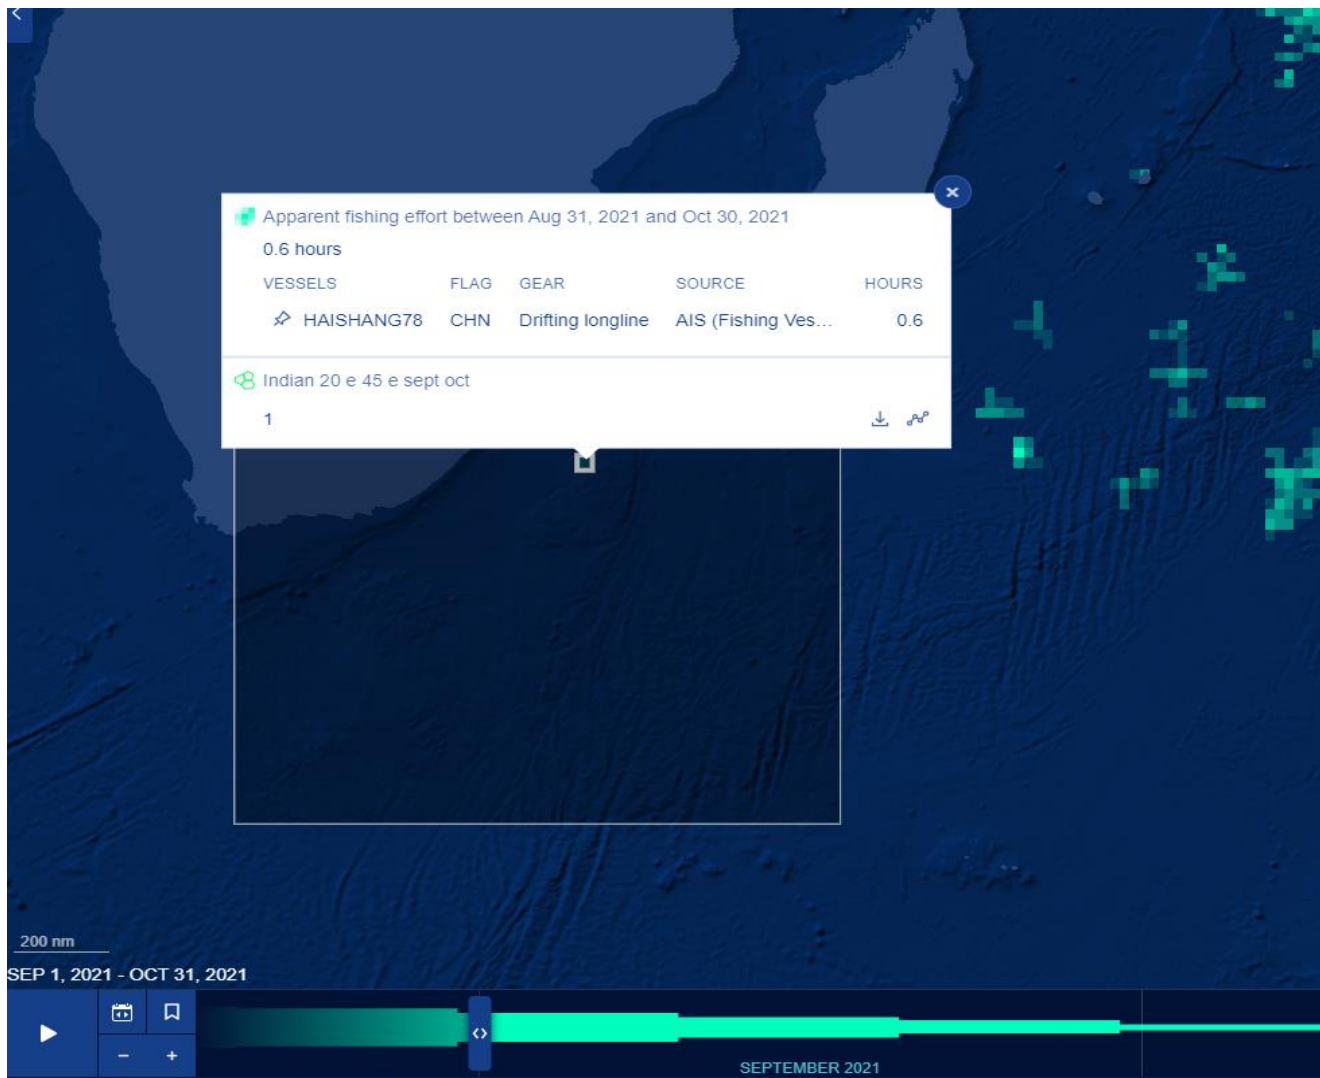 Apparent fishing effort between Aug 31, 2021 and Oct 30, 2021
0.6 hours
VESSELS FLAG GEAR SOURCE HOURS
HAISHANG78 CHN Drifting longline AIS (Fishing Ves... 0.6
Indian 20 e 45 e sept oct
1
200 nm
SEP 1, 2021 - OCT 31, 2021
SEPTEMBER 2021